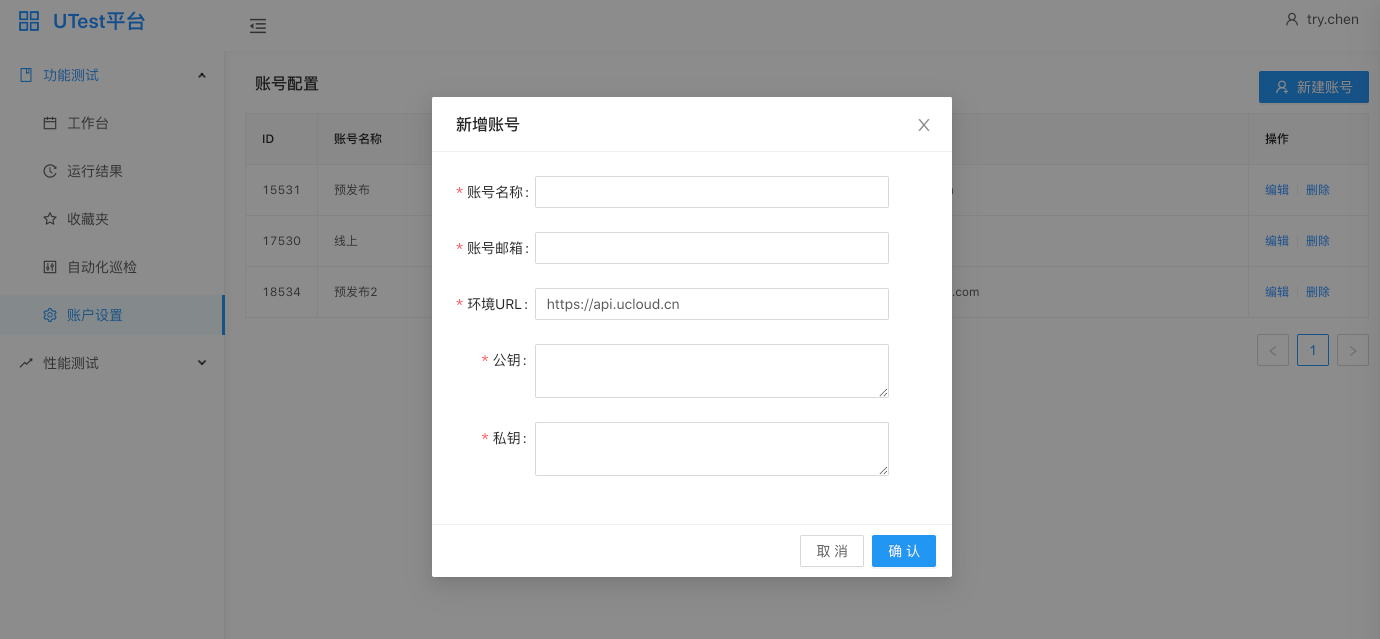 UTest平台
try.chen
功能测试
工作台
运行结果
收藏夹
自动化巡检
账户设置
性能测试
账号配置
新建账号
ID 账号名称 操作
15531 预发布 编辑 删除
17530 线上 编辑 删除
18534 预发布2 .com 编辑 删除
1
新增账号
* 账号名称:
* 账号邮箱:
* 环境URL: https://api.ucloud.cn
* 公钥:
* 私钥:
取 消 确 认